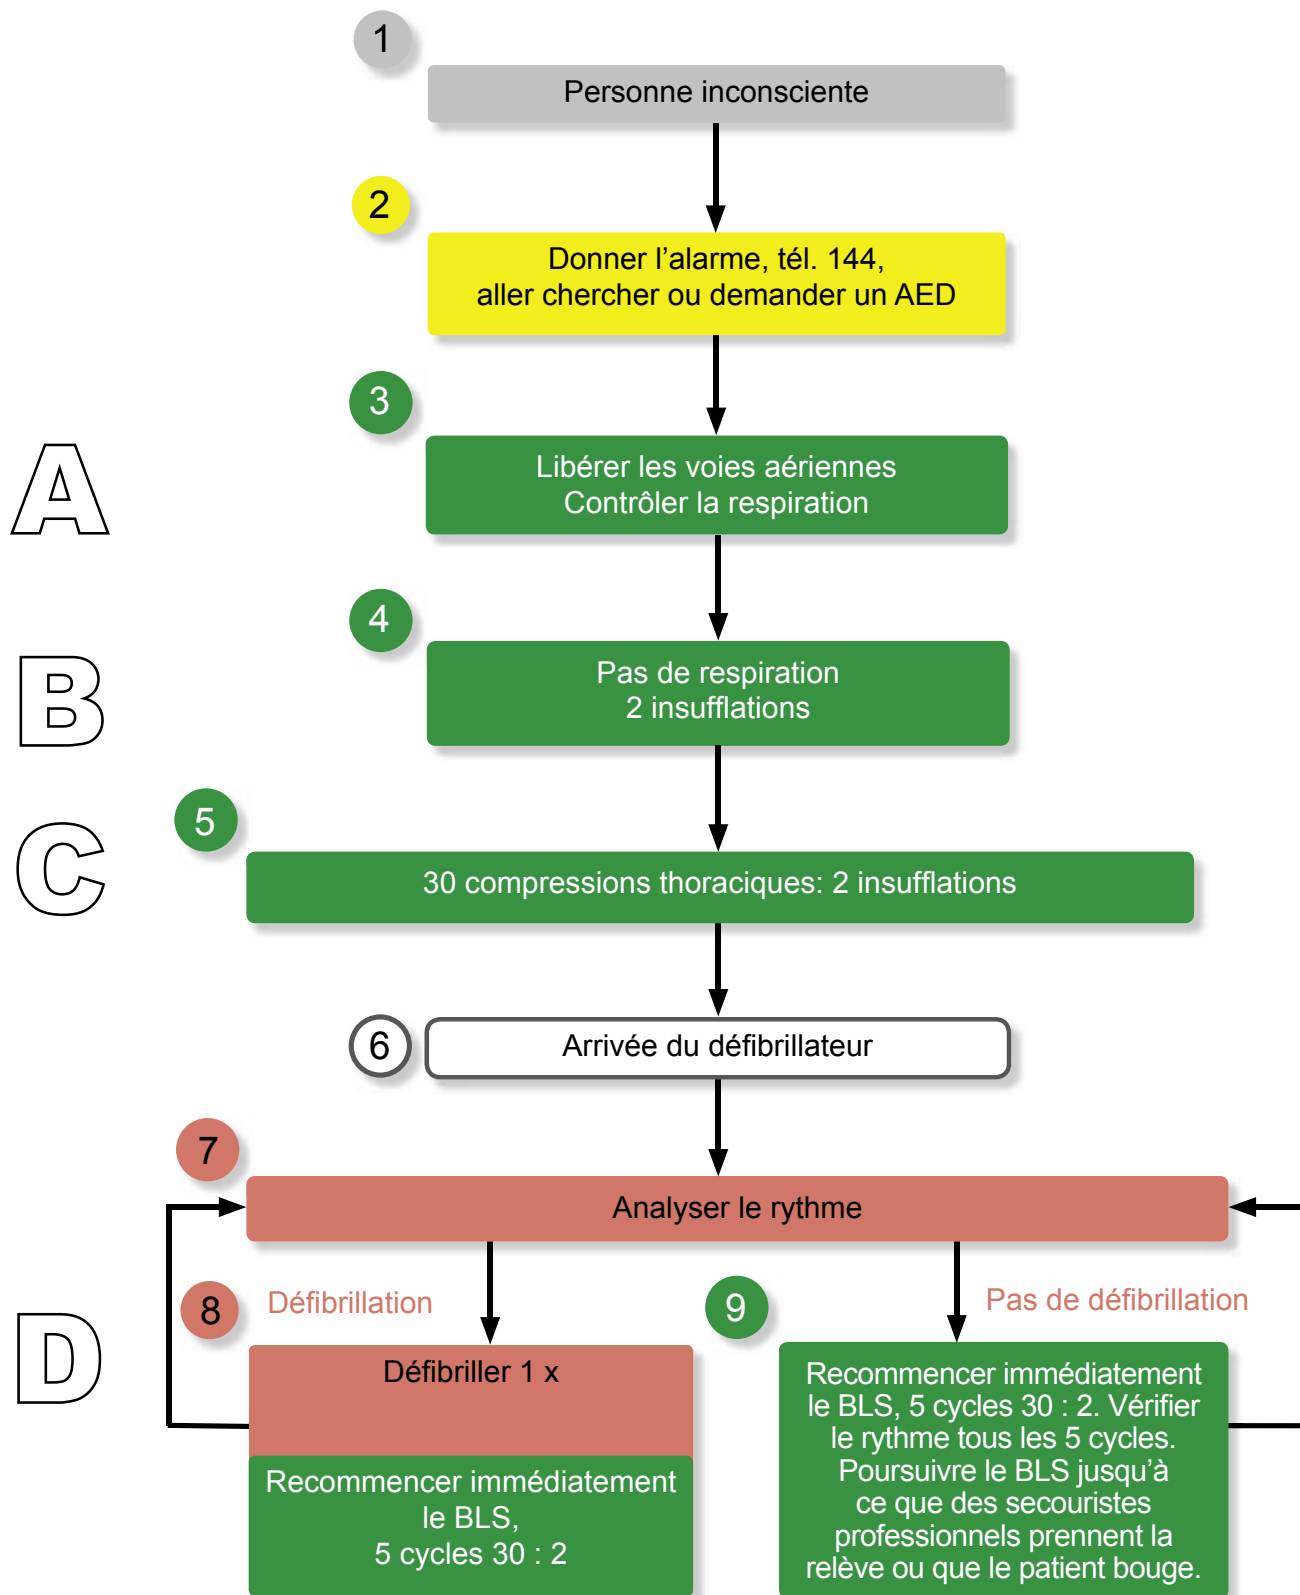 1
Personne inconsciente
2
Donner l’alarme, tél. 144,
aller chercher ou demander un AED
3
A
Libérer les voies aériennes
Contrôler la respiration
4
B
Pas de respiration
2 insufflations
5
C
30 compressions thoraciques: 2 insufflations
6
Arrivée du défibrillateur
7
Analyser le rythme
D
8
Défibrillation
Défibriller 1 x
Recommencer immédiatement
le BLS,
5 cycles 30 : 2
9
Pas de défibrillation
Recommencer immédiatement
le BLS, 5 cycles 30 : 2. Vérifier
le rythme tous les 5 cycles.
Poursuivre le BLS jusqu’à
ce que des secouristes
professionnels prennent la
relève ou que le patient bouge.